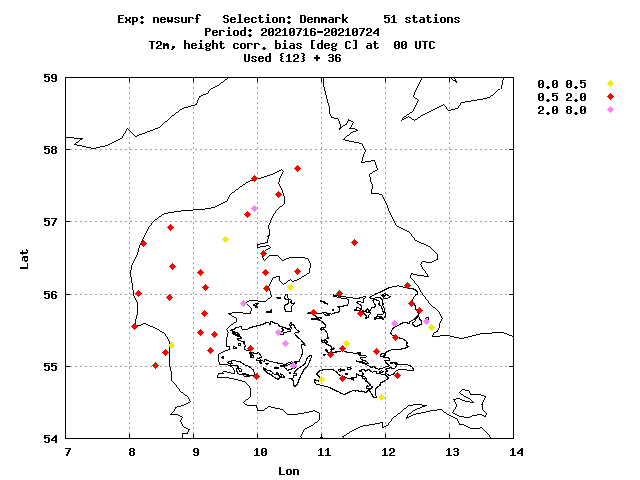 Exp: newsurf   Selection: Denmark     51 stations
Period: 20210716-20210724
T2m, height corr. bias [deg C] at  00 UTC
Used {12} + 36
0.0 0.5
0.5 2.0
2.0 8.0
59
58
57
56
55
54
Lat
7 8 9 10 11 12 13 14
Lon